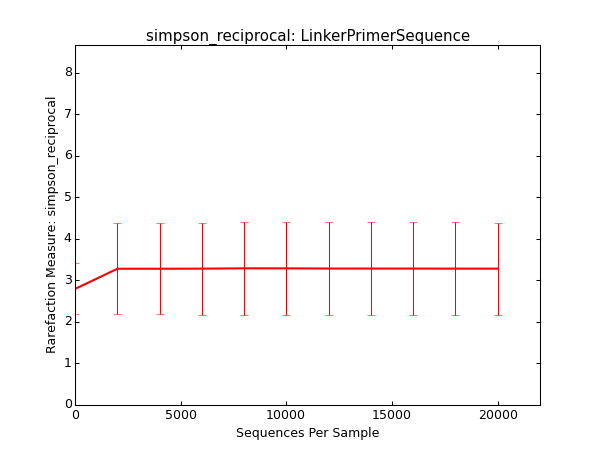 simpson_reciprocal: LinkerPrimerSequence
8
7
6
5
4
3
2
1
0
Rarefaction Measure: simpson_reciprocal
0 5000 10000 15000 20000
Sequences Per Sample